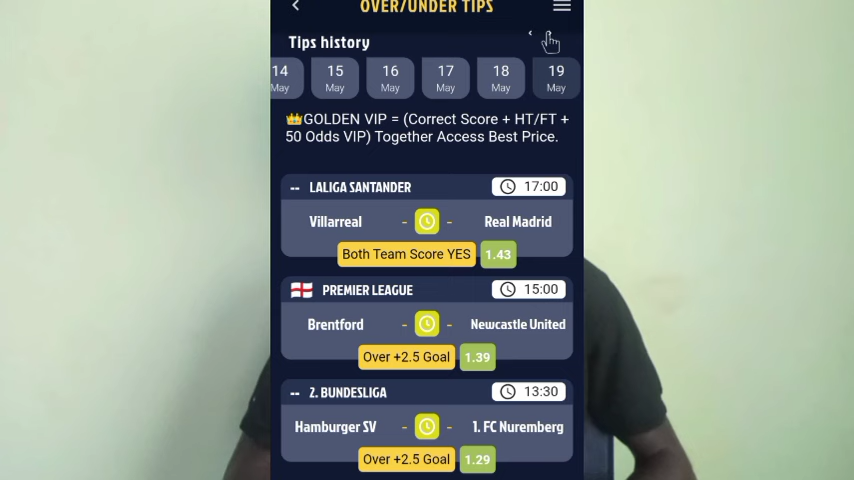 OVER/UNDER TIPS
Tips history
14 15 16 17 18 19
May May May May May May
GOLDEN VIP = (Correct Score + HT/FT +
50 Odds VIP) Together Access Best Price.
-- LALIGA SANTANDER 17:00
Villarreal - - Real Madrid
Both Team Score YES 1.43
PREMIER LEAGUE 15:00
Brentford - - Newcastle United
Over +2.5 Goal 1.39
-- 2. BUNDESLIGA 13:30
Hamburger SV - - 1. FC Nuremberg
Over +2.5 Goal 1.29